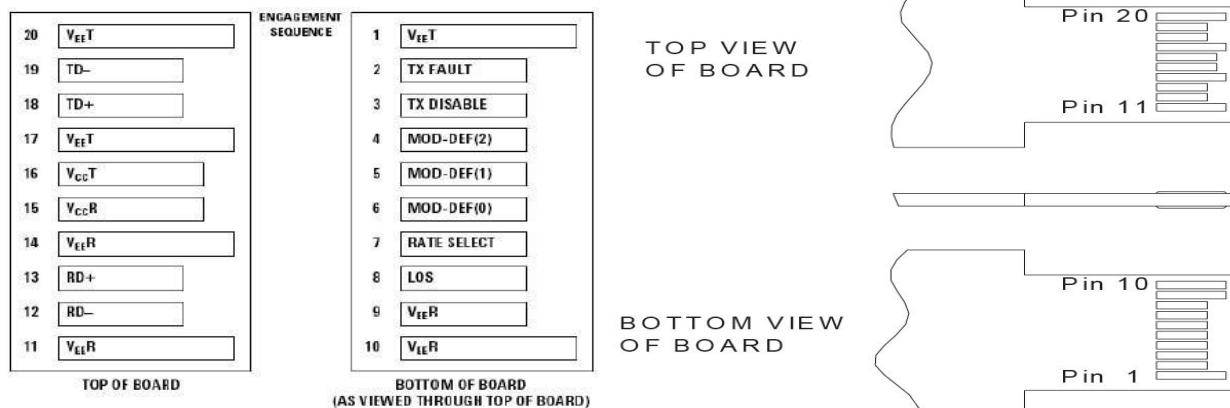 ENGAGEMENT
SEQUENCE
20 VEET
19 TD–
18 TD+
17 VEET
16 VCCT
15 VCCR
14 VEER
13 RD+
12 RD–
11 VEER
TOP OF BOARD
1 VEET
2 TX FAULT
3 TX DISABLE
4 MOD-DEF(2)
5 MOD-DEF(1)
6 MOD-DEF(0)
7 RATE SELECT
8 LOS
9 VEER
10 VEER
BOTTOM OF BOARD
(AS VIEWED THROUGH TOP OF BOARD)
TOP VIEW
OF BOARD
Pin 20
Pin 11
BOTTOM VIEW
OF BOARD
Pin 10
Pin 1